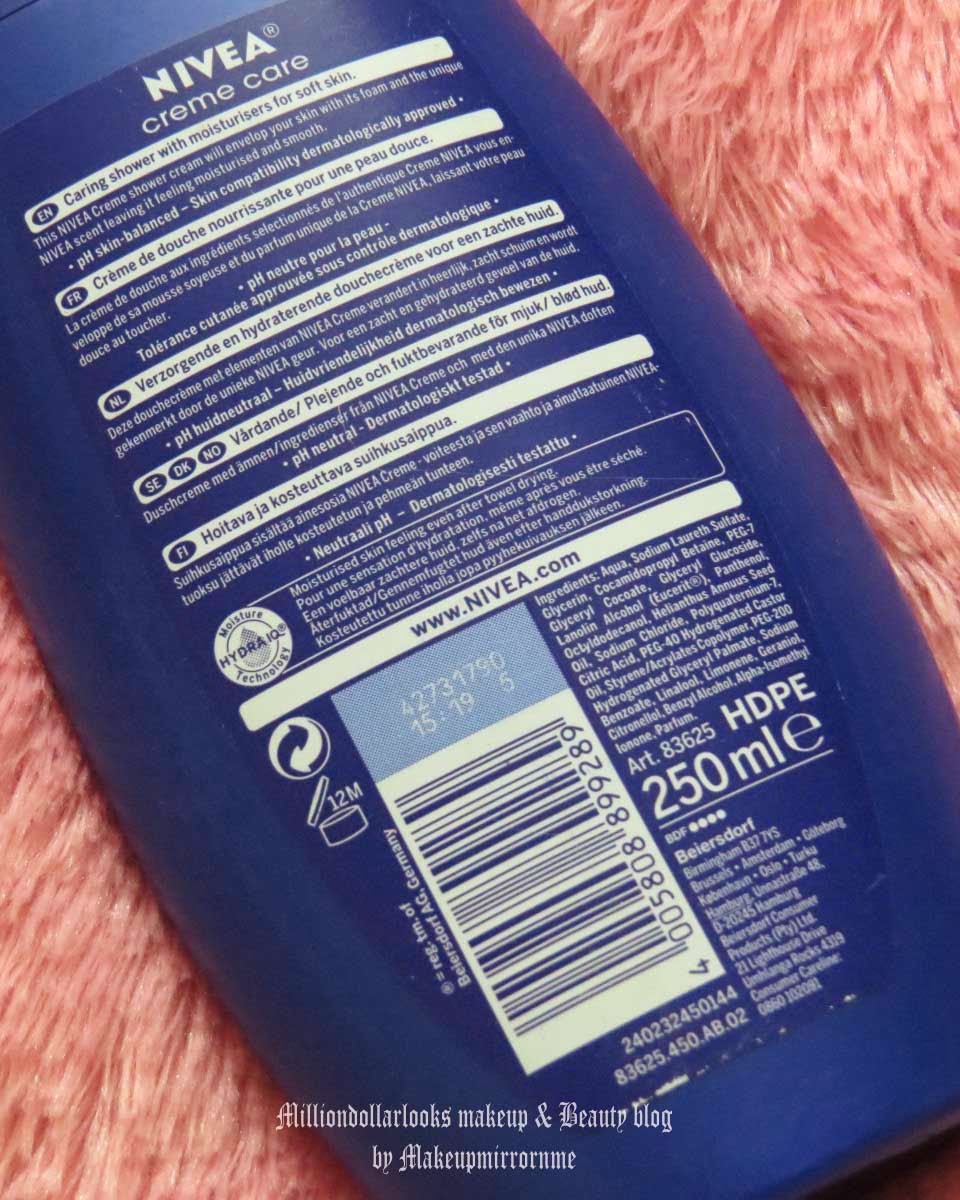 NIVEA®
creme care
EN Caring shower with moisturisers for soft skin.
This NIVEA Creme shower cream will envelop your skin with its foam and the unique
NIVEA scent leaving it feeling moisturised and smooth.
• pH skin-balanced – Skin compatibility dermatologically approved •
FR Crème de douche nourrissante pour une peau douce.
La crème de douche aux ingrédients sélectionnés de l'authentique Creme NIVEA vous en-
veloppe de sa mousse soyeuse et du parfum unique de la Creme NIVEA, laissant votre peau
douce au toucher.
• pH neutre pour la peau -
Tolérance cutanée approuvée sous contrôle dermatologique •
NL Verzorgende en hydraterende douchecrème voor een zachte huid.
Deze douchecrème met elementen van NIVEA Creme verandert in heerlijk, zacht schuim en wordt
gekenmerkt door de unieke NIVEA geur. Voor een zacht en gehydrateerd gevoel van de huid.
• pH huidneutraal – Huidvriendelijkheid dermatologisch bewezen •
SE DK NO Vårdande/ Plejende och fuktbevarande för mjuk/ blød hud.
Duschcreme med ämnen/ingredienser från NIVEA Creme och med den unika NIVEA doften
• pH neutral - Dermatologiskt testad •
FI Hoitava ja kosteuttava suihkusaippua.
Suihkusaippua sisältää ainesosia NIVEA Creme- voiteesta ja sen vaahto ja ainutlaatuinen NIVEA-
tuoksu jättävät iholle kosteutetun ja pehmeän tunteen.
• Neutraali pH – Dermatologisesti testattu •
Moisture HYDRA IQ® Technology
Moisturised skin feeling even after towel drying.
Pour une sensation d'hydratation, même après vous être séché.
Een voelbaar zachtere huid, zelfs na het afdrogen.
Återfuktad/Genemfugtet hud även efter handdukstorkning.
Kosteutettu tunne iholla jopa pyyhekuivauksen jälkeen.
www.NIVEA.com
42731790
15:19 5
12M
® = reg. tm of
Beiersdorf AG, Germany
4 005808 899289
Ingredients: Aqua, Sodium Laureth Sulfate,
Glycerin, Cocamidopropyl Betaine, PEG-7
Glyceryl Cocoate, Glyceryl Glucoside,
Lanolin Alcohol (Eucerit®), Panthenol,
Octyldodecanol, Helianthus Annuus Seed
Oil, Sodium Chloride, Polyquaternium-7,
Citric Acid, PEG-40 Hydrogenated Castor
Oil, Styrene/Acrylates Copolymer, PEG-200
Hydrogenated Glyceryl Palmate, Sodium
Benzoate, Linalool, Limonene, Geraniol,
Citronellol, Benzyl Alcohol, Alpha-Isomethyl
Ionone, Parfum.
Art. 83625 HDPE
250 ml ℮
BDF ●●●●
Beiersdorf
Birmingham B37 7YS
Brussels • Amsterdam • Göteborg
København • Oslo • Turku
Hamburg, Unnastraße 48,
D-20245 Hamburg
Beiersdorf Consumer
Products (Pty) Ltd.
21 Lighthouse Drive
Umhlanga Rocks 4319
Consumer Careline:
0860 102091
240232450144
83625.450.AB.02
Milliondollarlooks makeup & Beauty blog
by Makeupmirrornme